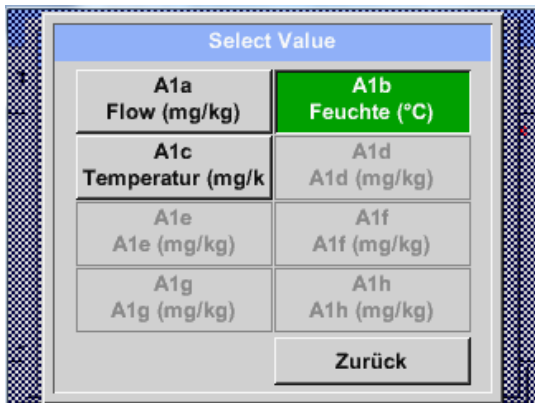 Select Value
A1a
Flow (mg/kg)
A1b
Feuchte (°C)
A1c
Temperatur (mg/k
A1d
A1d (mg/kg)
A1e
A1e (mg/kg)
A1f
A1f (mg/kg)
A1g
A1g (mg/kg)
A1h
A1h (mg/kg)
Zurück